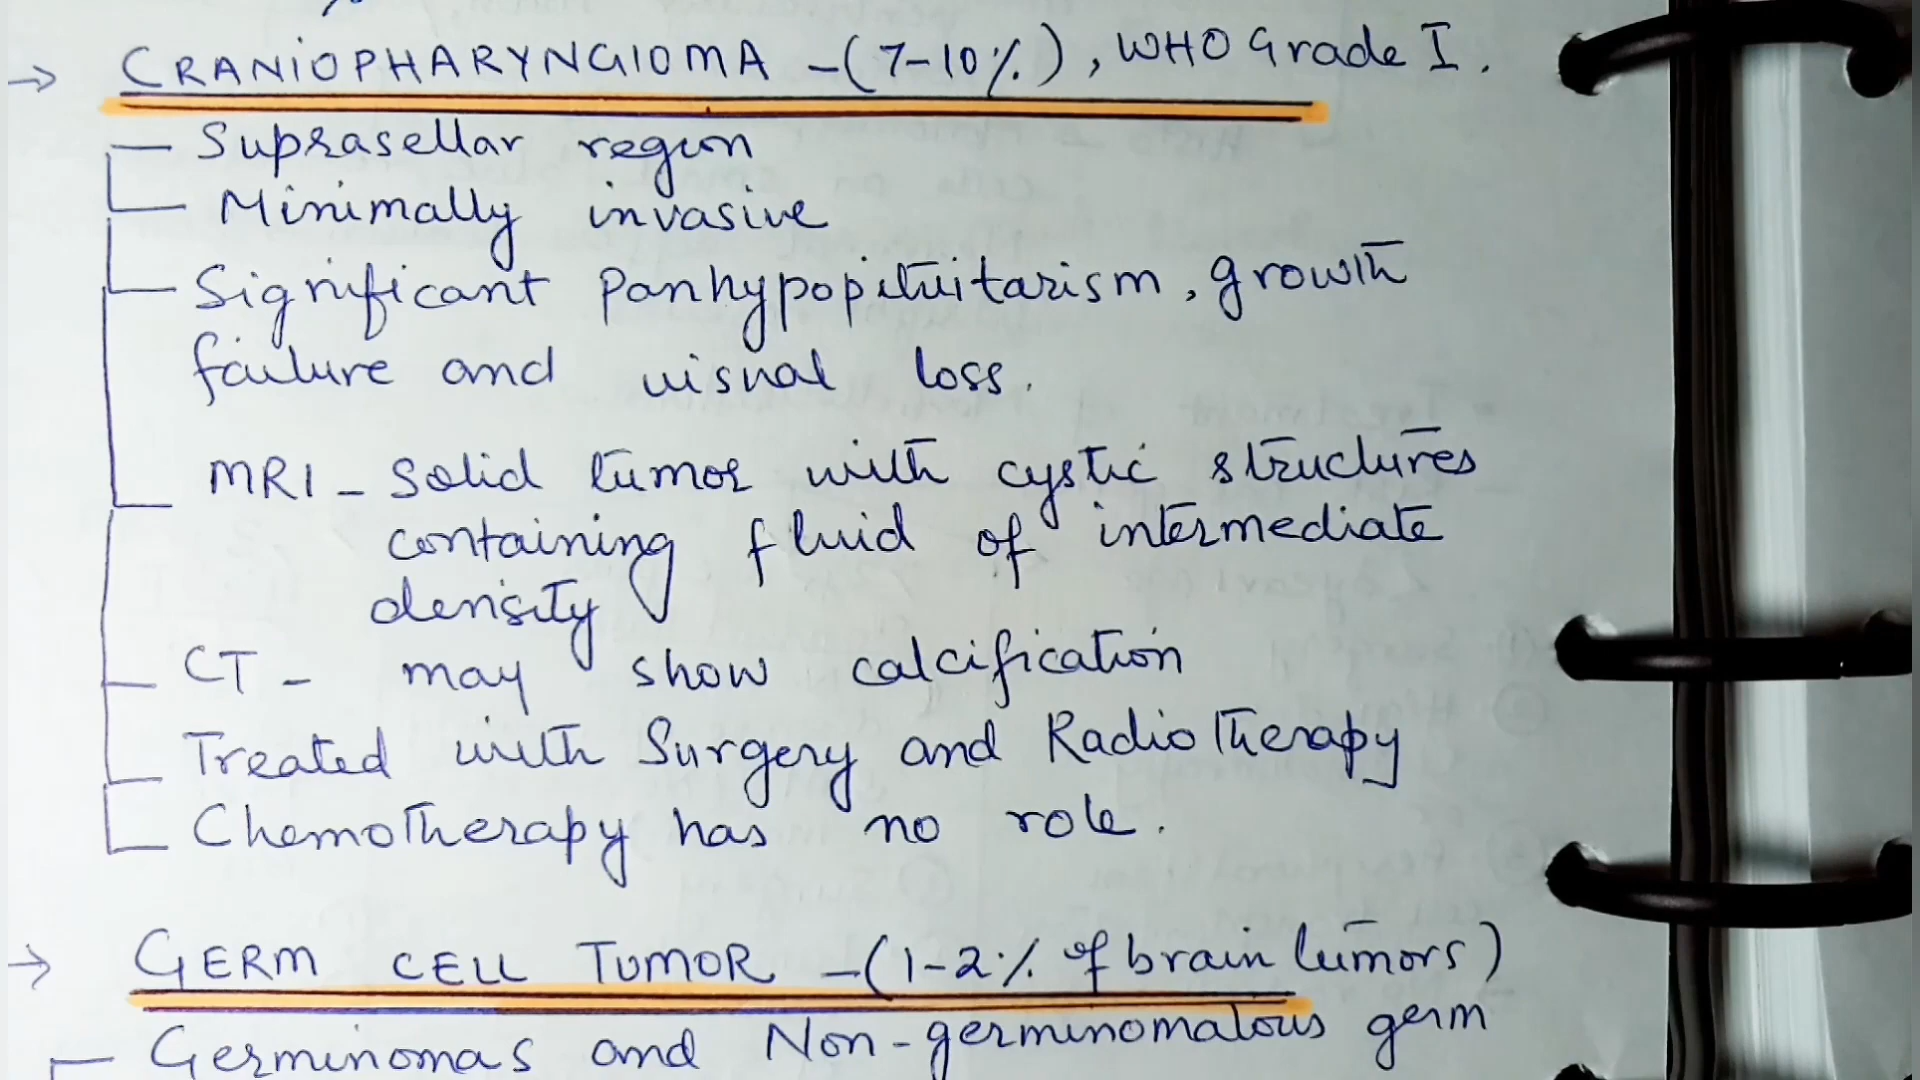 → CRANIOPHARYNGIOMA - (7-10%), WHO Grade I.
- Suprasellar region
- Minimally invasive
- Significant Panhypopituitarism, growth
failure and visual loss.
MRI - Solid tumor with cystic structures
containing fluid of intermediate
density
- CT - may show calcification
- Treated with Surgery and Radiotherapy
- Chemotherapy has no role.
→ GERM CELL TUMOR - (1-2% of brain tumors)
- Germinomas and Non-germinomatous germ